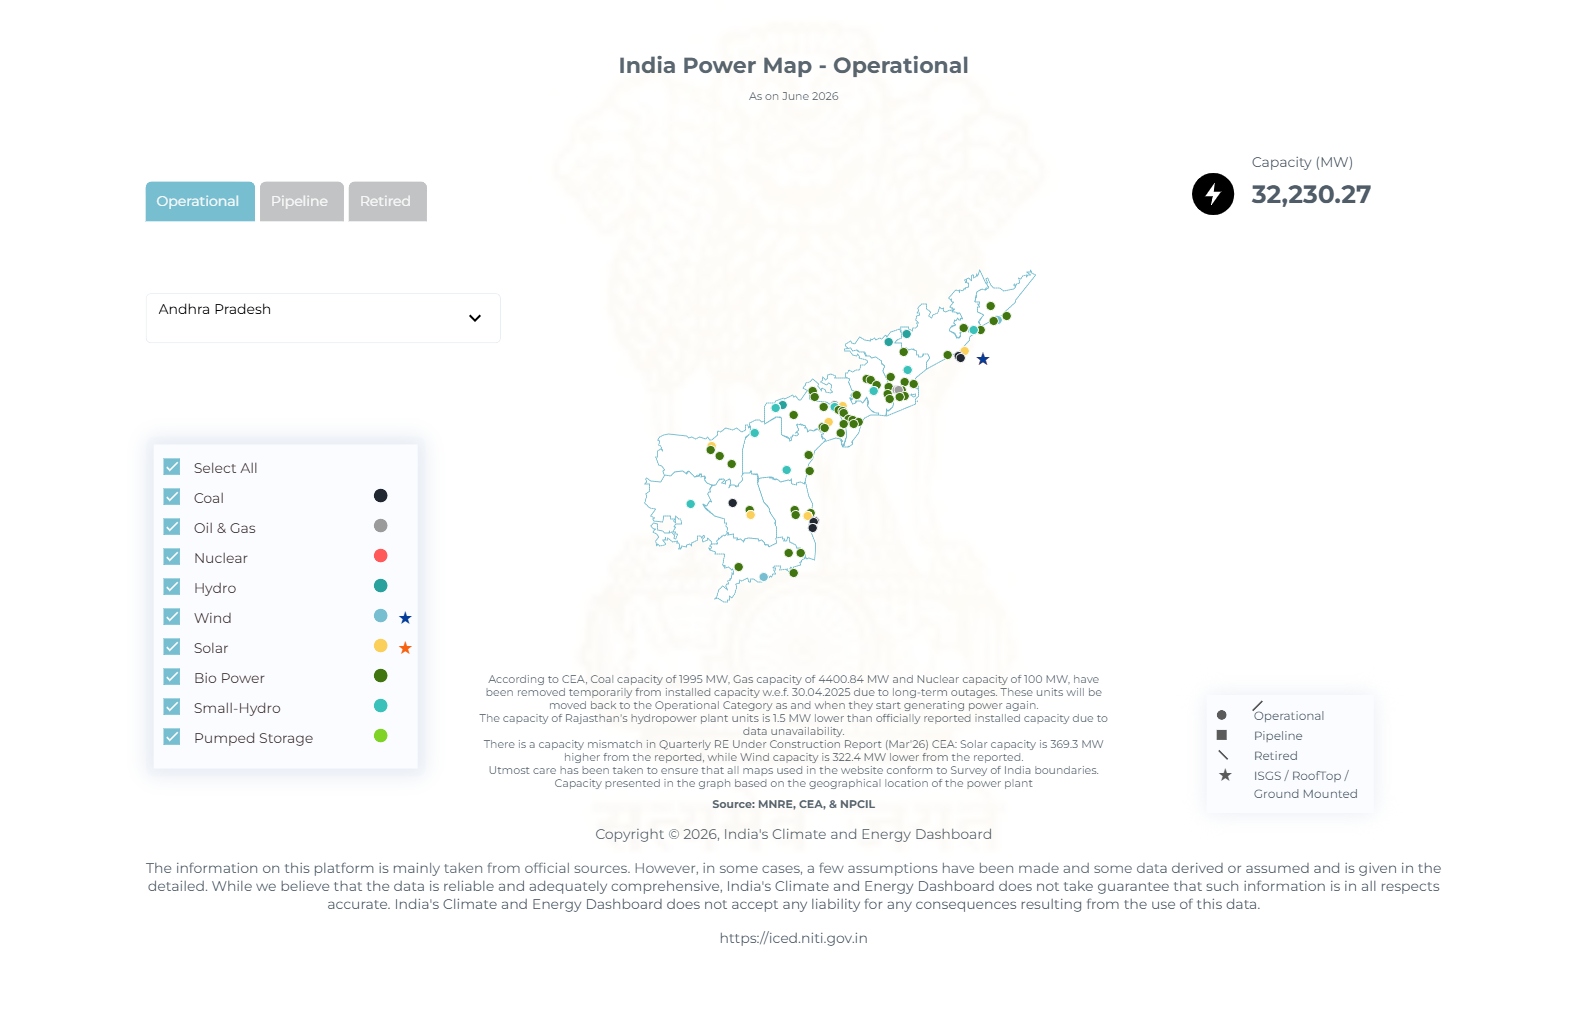 India Power Map - Operational
As on June 2026
Capacity (MW)
32,230.27
Operational
Pipeline
Retired
Andhra Pradesh
Select All
Coal
Oil & Gas
Nuclear
Hydro
Wind
Solar
Bio Power
Small-Hydro
Pumped Storage
According to CEA, Coal capacity of 1995 MW, Gas capacity of 4400.84 MW and Nuclear capacity of 100 MW, have
been removed temporarily from installed capacity w.e.f. 30.04.2025 due to long-term outages. These units will be
moved back to the Operational Category as and when they start generating power again.
The capacity of Rajasthan's hydropower plant units is 1.5 MW lower than officially reported installed capacity due to
data unavailability.
There is a capacity mismatch in Quarterly RE Under Construction Report (Mar'26) CEA: Solar capacity is 369.3 MW
higher from the reported, while Wind capacity is 322.4 MW lower from the reported.
Utmost care has been taken to ensure that all maps used in the website conform to Survey of India boundaries.
Capacity presented in the graph based on the geographical location of the power plant
Source: MNRE, CEA, & NPCIL
Operational
Pipeline
Retired
ISGS / RoofTop /
Ground Mounted
Copyright © 2026, India's Climate and Energy Dashboard
The information on this platform is mainly taken from official sources. However, in some cases, a few assumptions have been made and some data derived or assumed and is given in the
detailed. While we believe that the data is reliable and adequately comprehensive, India's Climate and Energy Dashboard does not take guarantee that such information is in all respects
accurate. India's Climate and Energy Dashboard does not accept any liability for any consequences resulting from the use of this data.
https://iced.niti.gov.in